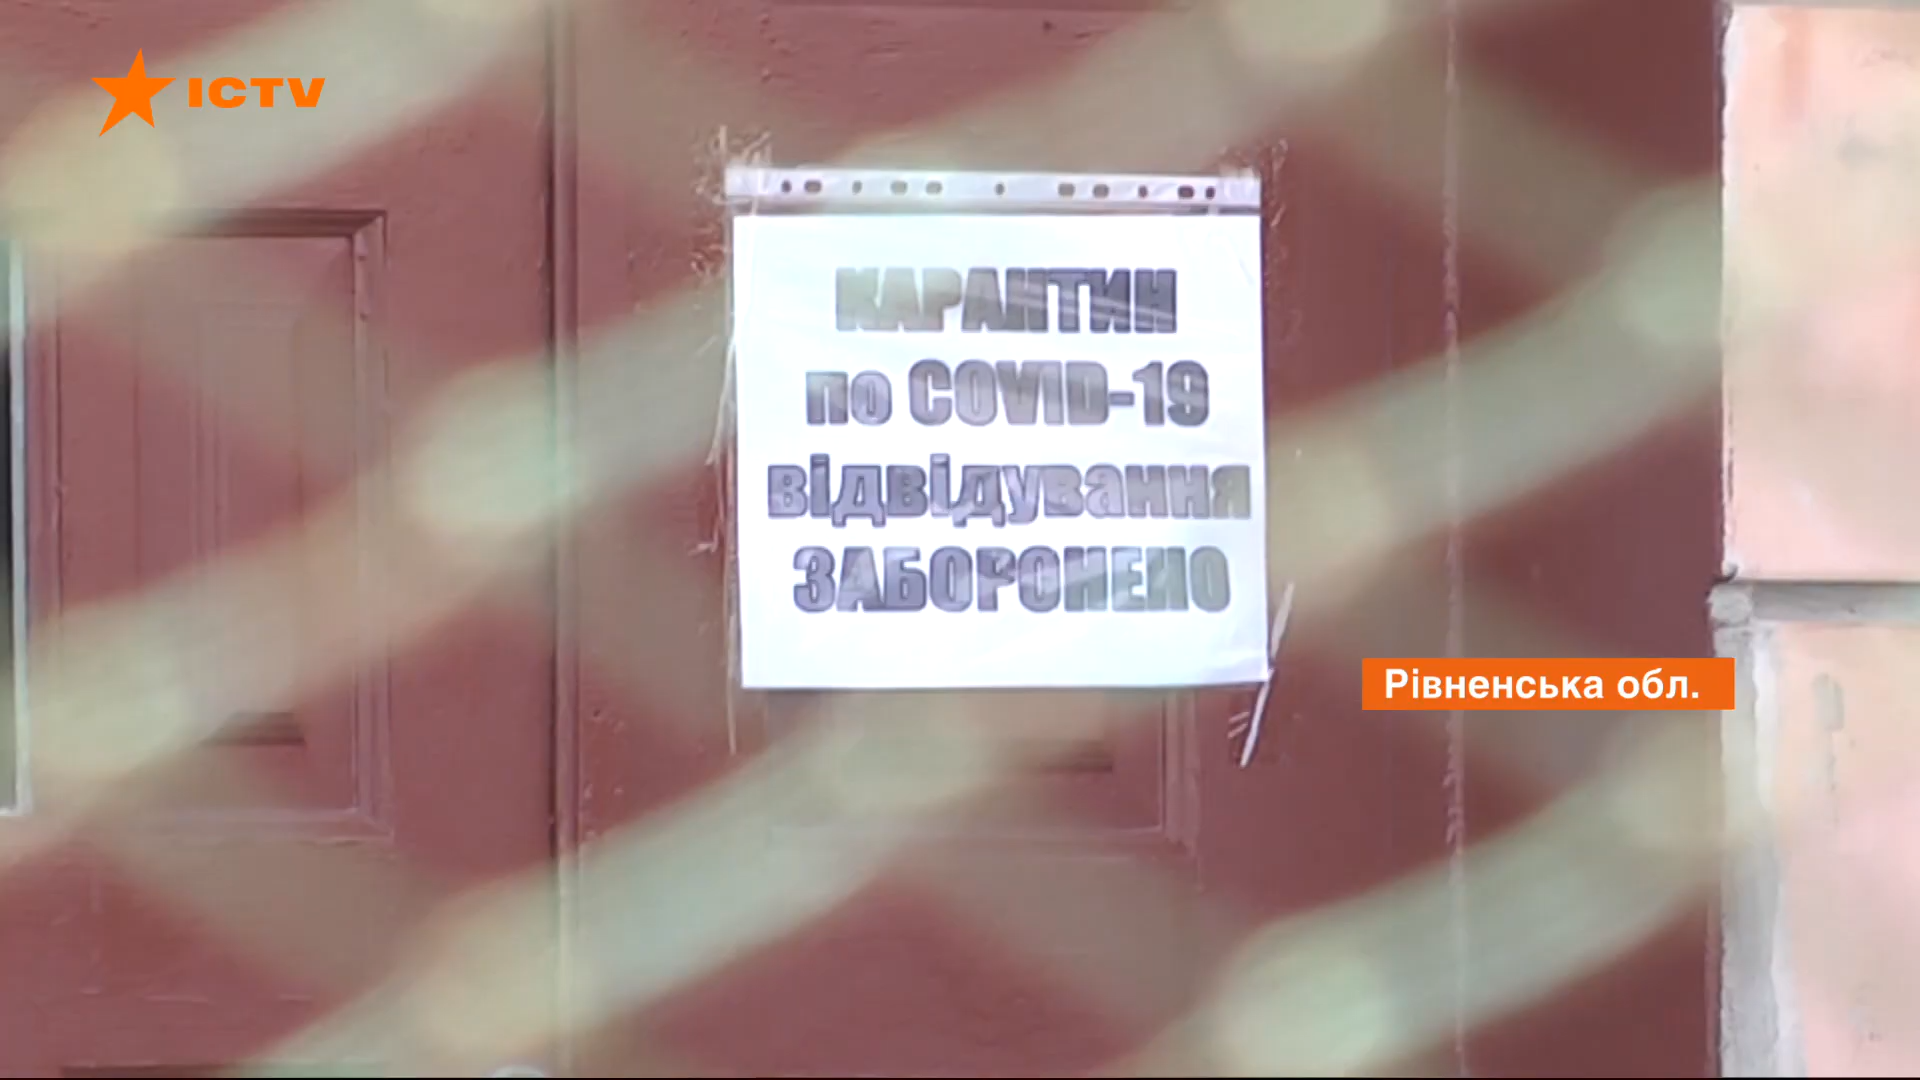 ICTV
КАРАНТИН
по COVID-19
відвідування
ЗАБОРОНЕНО
Рівненська обл.